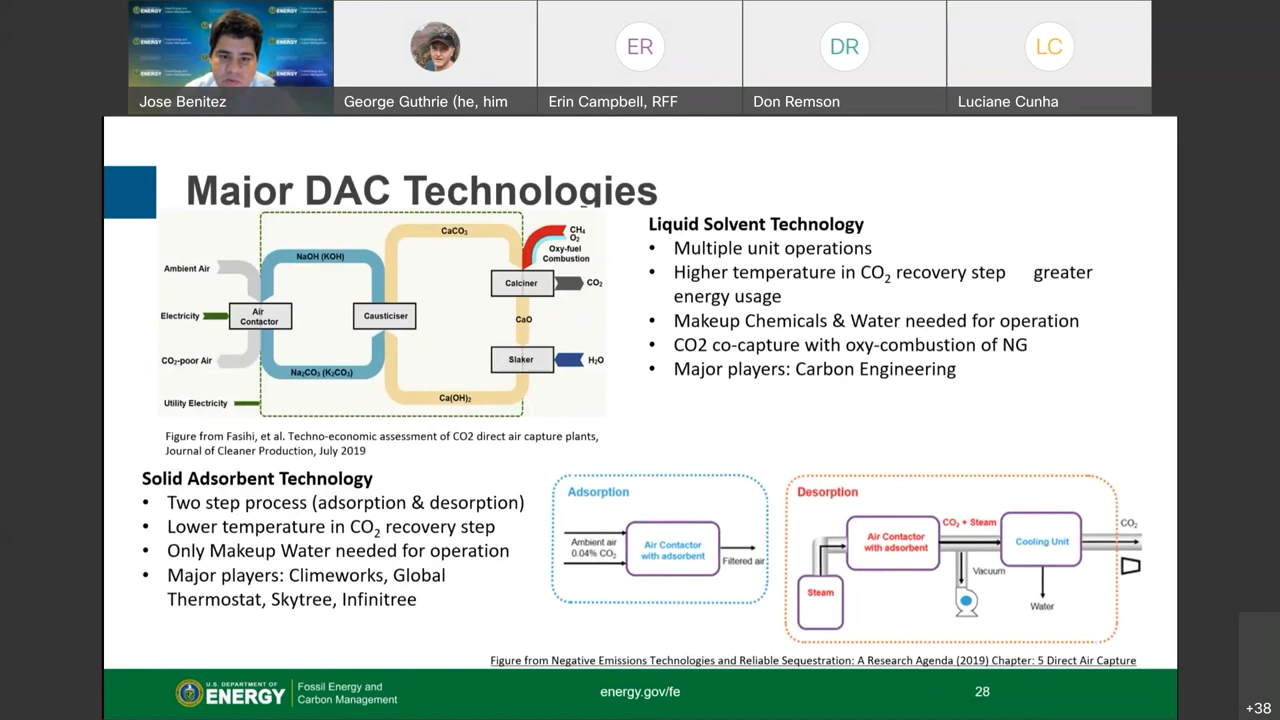 ENERGY
ER
DR
LC
Jose Benitez
George Guthrie (he, him
Erin Campbell, RFF
Don Remson
Luciane Cunha
Major DAC Technologies
CaCO₃
CH₄
O₂
Oxy-fuel
Combustion
NaOH (KOH)
Ambient Air
Calciner
CO₂
Electricity
Air
Contactor
Causticiser
CaO
CO₂-poor Air
Slaker
H₂O
Na₂CO₃ (K₂CO₃)
Utility Electricity
Ca(OH)₂
Figure from Fasihi, et al. Techno-economic assessment of CO2 direct air capture plants,
Journal of Cleaner Production, July 2019
Liquid Solvent Technology
• Multiple unit operations
• Higher temperature in CO₂ recovery step greater
energy usage
• Makeup Chemicals & Water needed for operation
• CO2 co-capture with oxy-combustion of NG
• Major players: Carbon Engineering
Solid Adsorbent Technology
• Two step process (adsorption & desorption)
• Lower temperature in CO₂ recovery step
• Only Makeup Water needed for operation
• Major players: Climeworks, Global
Thermostat, Skytree, Infinitree
Adsorption
Ambient air
0.04% CO₂
Air Contactor
with adsorbent
Filtered air
Desorption
Steam
Air Contactor
with adsorbent
CO₂ + Steam
Vacuum
Cooling Unit
Water
CO₂
Figure from Negative Emissions Technologies and Reliable Sequestration: A Research Agenda (2019) Chapter: 5 Direct Air Capture
U.S. DEPARTMENT OF
ENERGY
Fossil Energy and
Carbon Management
energy.gov/fe
28
+38